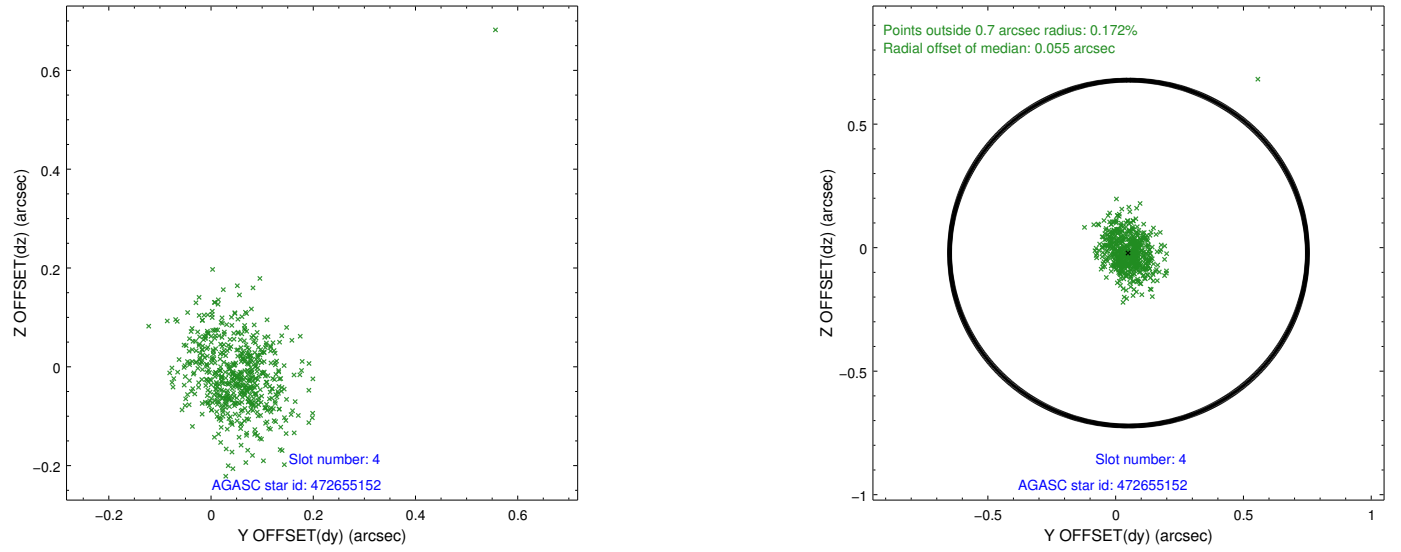 0.6
0.4
0.2
0
−0.2
−0.2
0
0.2
0.4
0.6
Z OFFSET(dz) (arcsec)
Y OFFSET(dy) (arcsec)
Slot number: 4
AGASC star id: 472655152
Points outside 0.7 arcsec radius: 0.172%
Radial offset of median: 0.055 arcsec
0.5
0
−0.5
−1
−0.5
0
0.5
1
Z OFFSET(dz) (arcsec)
Y OFFSET(dy) (arcsec)
Slot number: 4
AGASC star id: 472655152